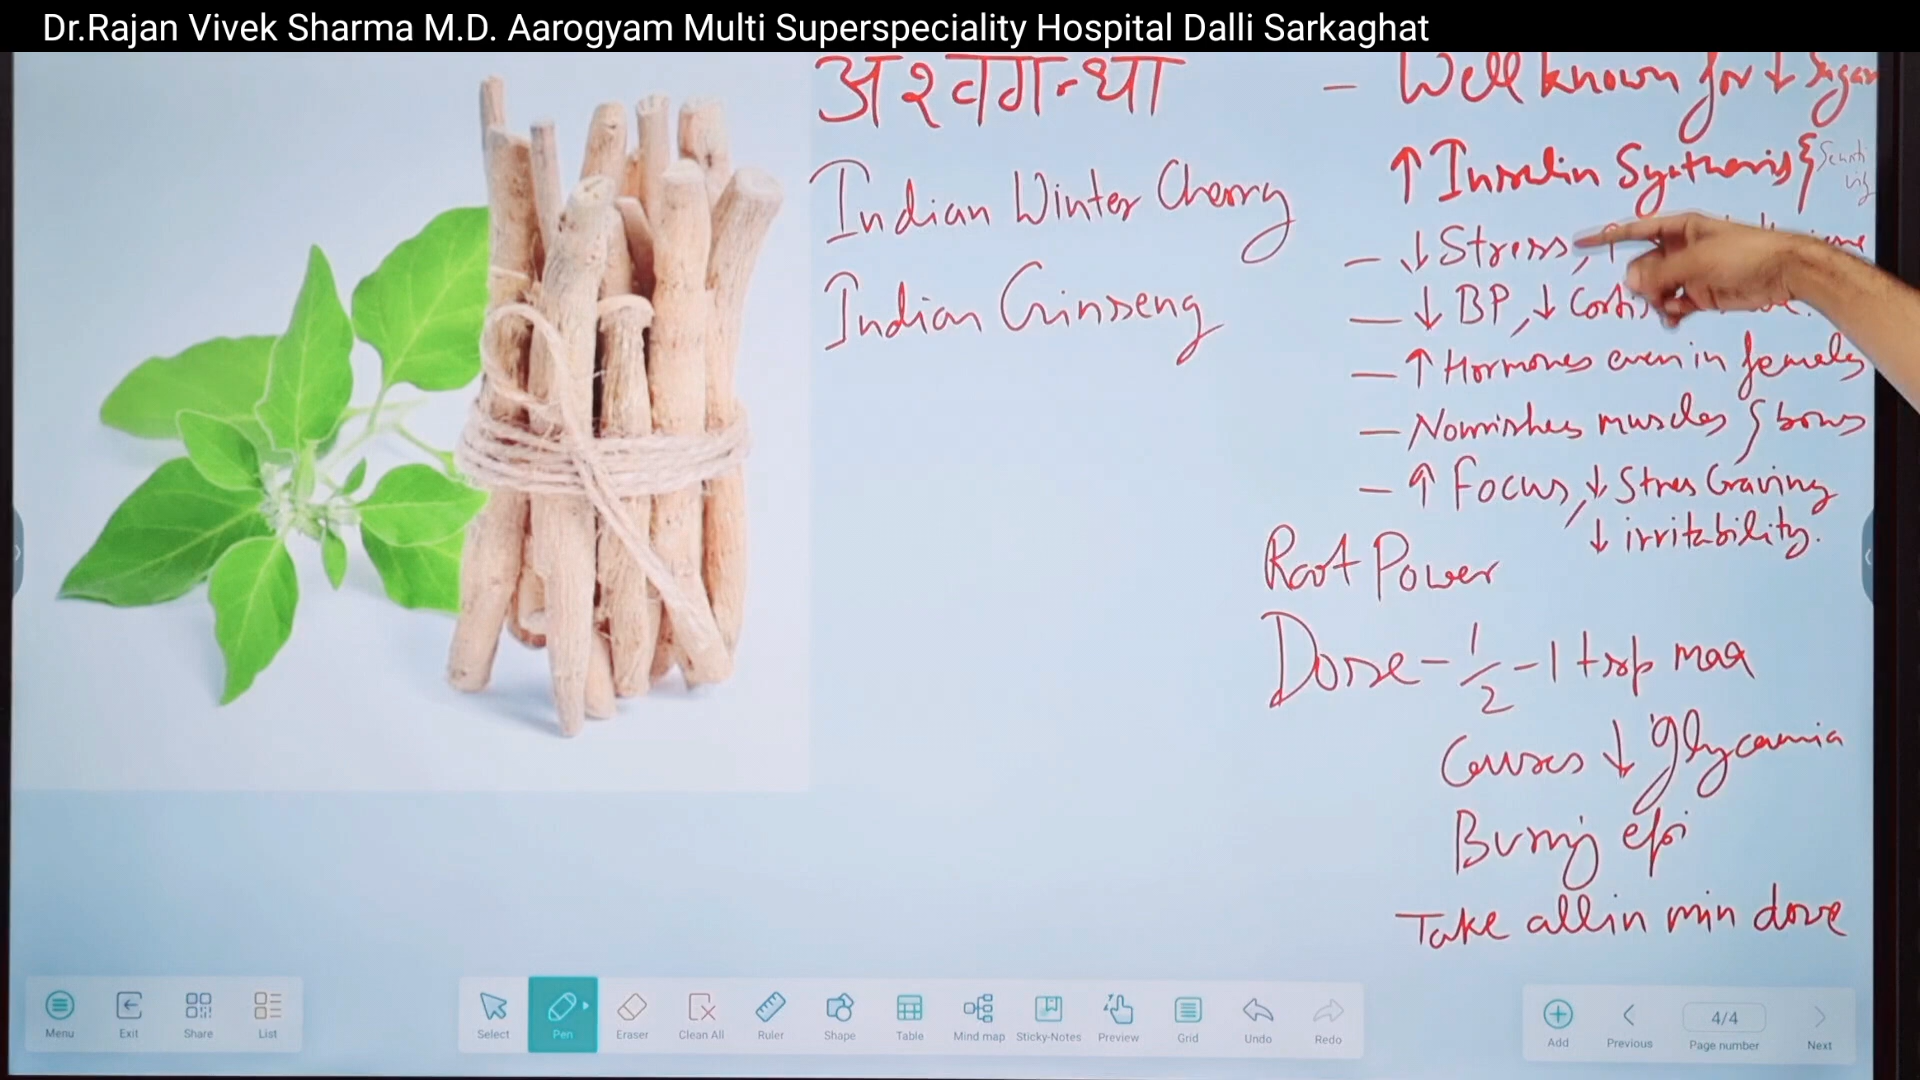 Dr.Rajan Vivek Sharma M.D. Aarogyam Multi Superspeciality Hospital Dalli Sarkaghat
अश्वगन्धा
Indian Winter Cherry
Indian Ginseng
- Well known for ↓ Sugar
↑ Insulin Synthesis }
- ↓ Stress, ↑
- ↓ BP, ↓
- ↑ Hormones even in females
- Nourishes muscles & bones
- ↑ Focus, ↓ Stress Craving
↓ irritability.
Root Power
Dose - 1/2 - 1 tsp max
Causes ↓ glycaemia
Take all in min dose
Menu Exit Share List
Select Pen Eraser Clean All Ruler Shape Table Mind map Sticky-Notes Preview Grid Undo Redo
Add Previous 4/4 Page number Next